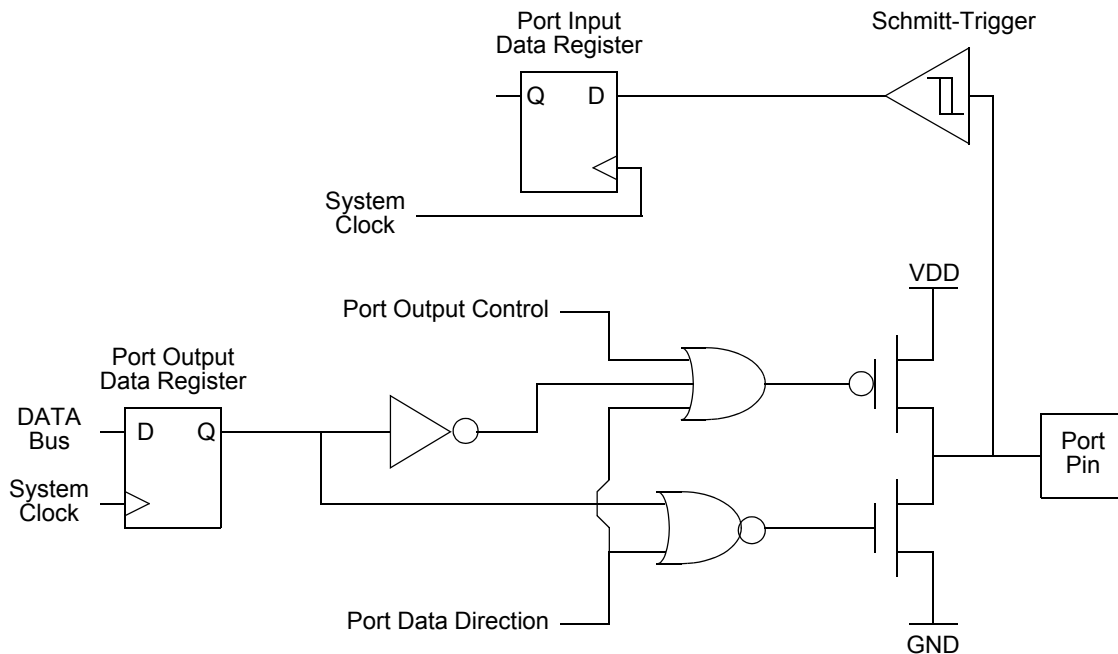 Port Input
Data Register
Schmitt-Trigger
Q D
System
Clock
VDD
Port Output Control
Port Output
Data Register
DATA
Bus
D Q
System
Clock
Port
Pin
Port Data Direction
GND